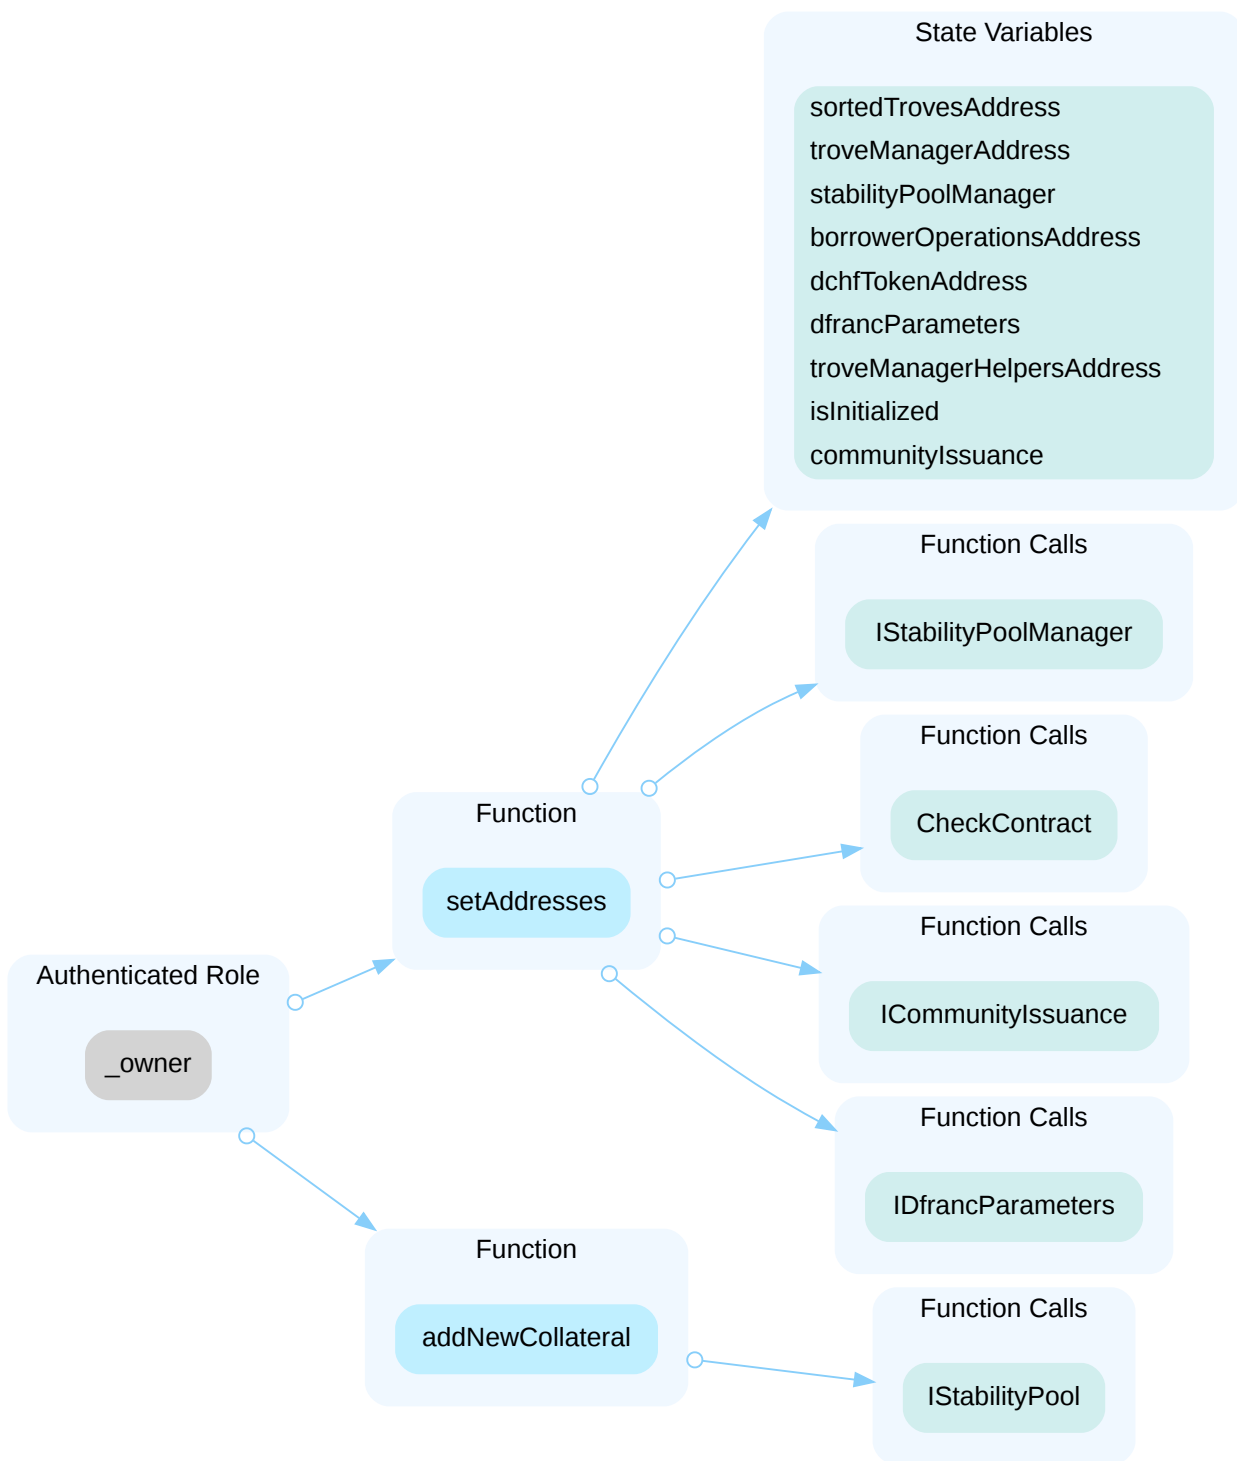 State Variables
sortedTrovesAddress
troveManagerAddress
stabilityPoolManager
borrowerOperationsAddress
dchfTokenAddress
dfrancParameters
troveManagerHelpersAddress
isInitialized
communityIssuance
Function Calls
IStabilityPoolManager
Function Calls
CheckContract
Function
setAddresses
Function Calls
ICommunityIssuance
Authenticated Role
_owner
Function Calls
IDfrancParameters
Function
addNewCollateral
Function Calls
IStabilityPool